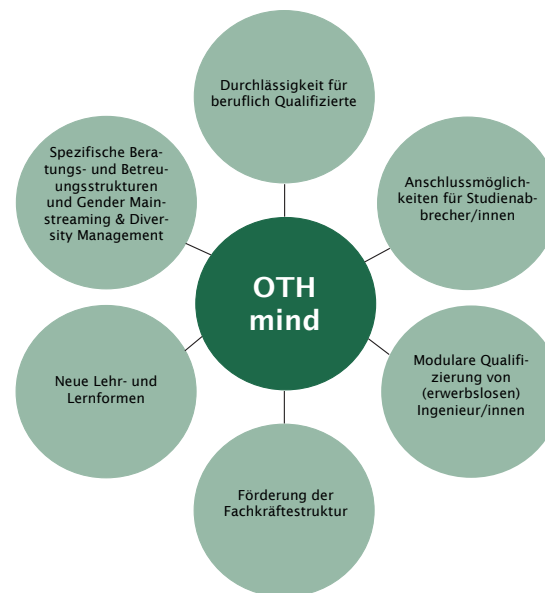 Durchlässigkeit für
beruflich Qualifizierte
Spezifische Bera-
tungs- und Betreu-
ungsstrukturen
und Gender Main-
streaming & Diver-
sity Management
Anschlussmöglich-
keiten für Studienab-
brecher/innen
OTH
mind
Neue Lehr- und
Lernformen
Modulare Qualifi-
zierung von
(erwerbslosen)
Ingenieur/innen
Förderung der
Fachkräftestruktur